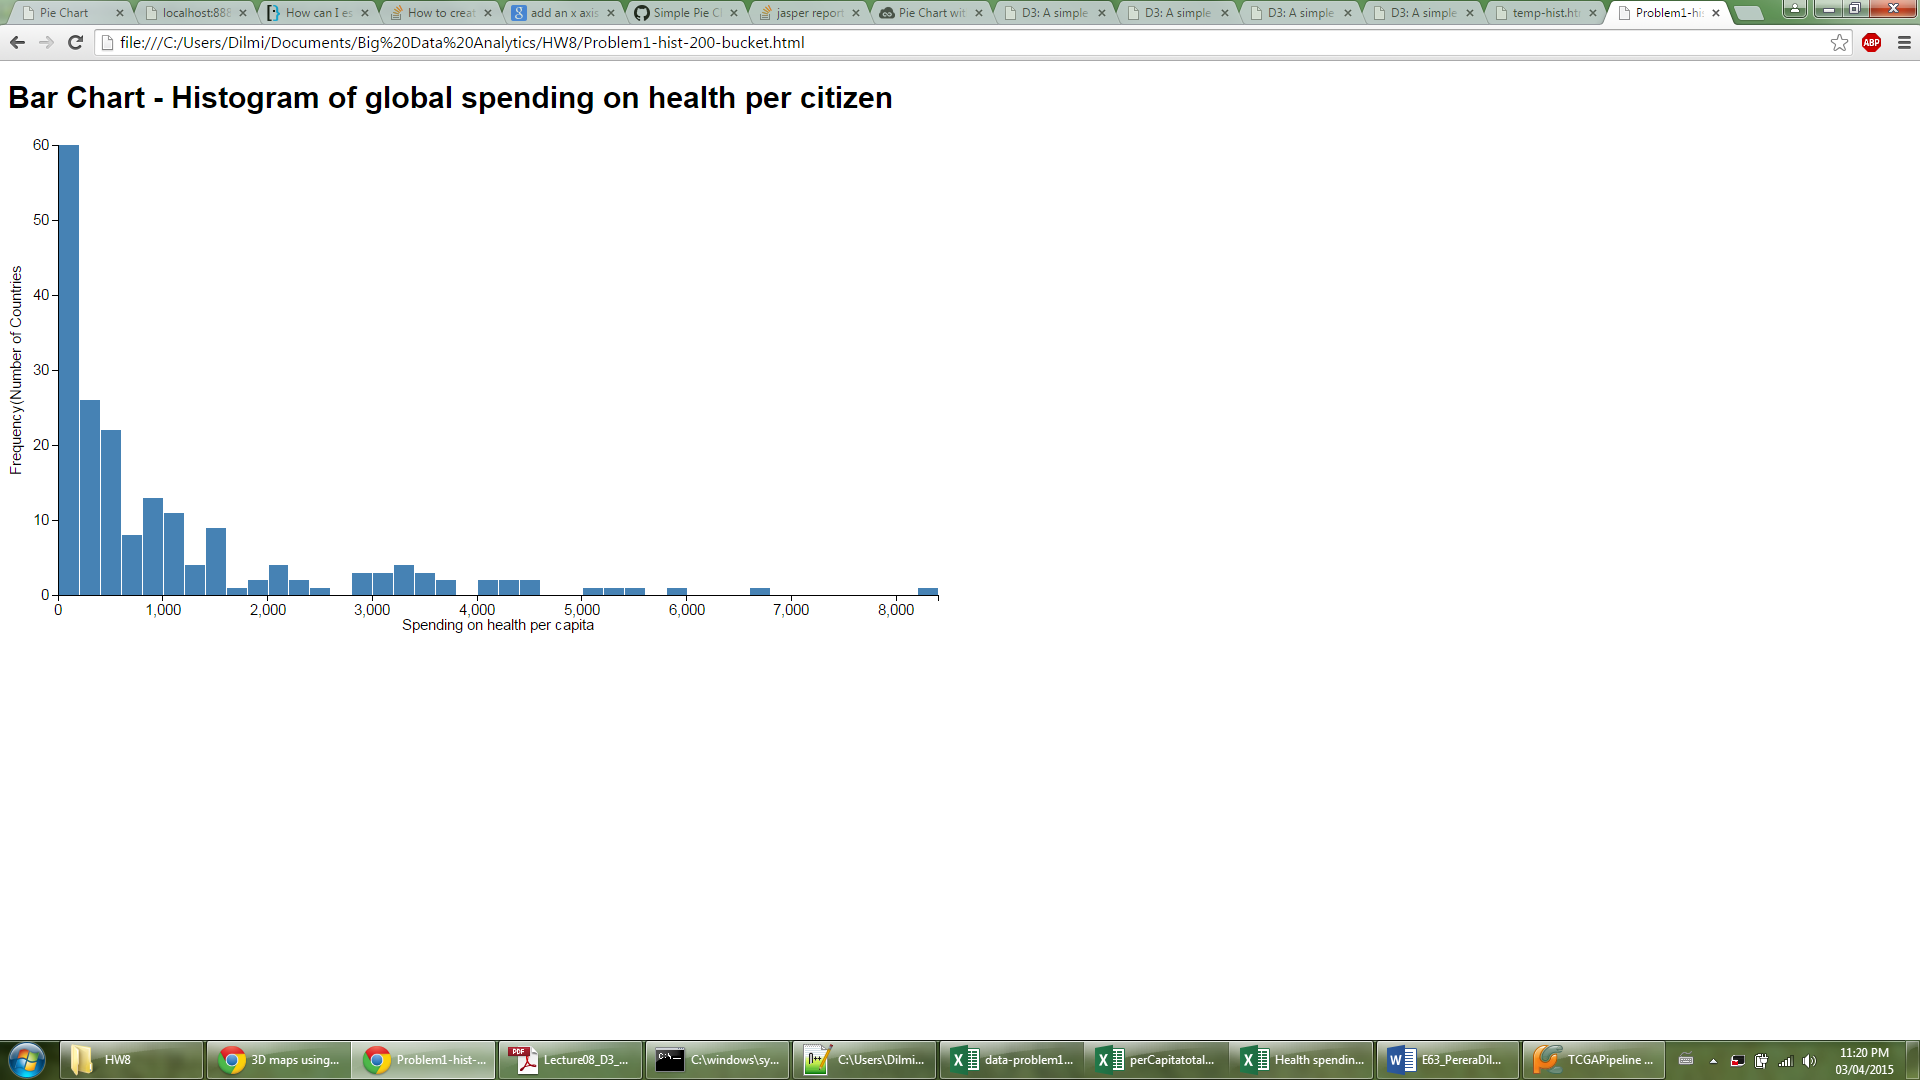 Pie Chart
localhost:888
How can I es
How to creat
add an x axis
Simple Pie C
jasper report
Pie Chart wit
D3: A simple
D3: A simple
D3: A simple
D3: A simple
temp-hist.ht
Problem1-hi
file:///C:/Users/Dilmi/Documents/Big%20Data%20Analytics/HW8/Problem1-hist-200-bucket.html
ABP
Bar Chart - Histogram of global spending on health per citizen
60
50
40
30
20
10
0
Frequency(Number of Countries
0 1,000 2,000 3,000 4,000 5,000 6,000 7,000 8,000
Spending on health per capita
HW8
3D maps using...
Problem1-hist-...
Lecture08_D3_...
C:\windows\sy...
C:\Users\Dilmi...
data-problem1...
perCapitatotal...
Health spendin...
E63_PereraDil...
TCGAPipeline ...
11:20 PM
03/04/2015